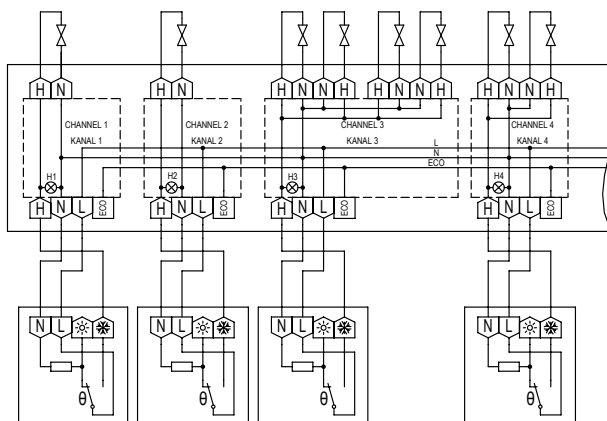 H N H N H N N H H N N H H N N H
CHANNEL 1 CHANNEL 2 CHANNEL 3 CHANNEL 4
KANAL 1 KANAL 2 KANAL 3 L KANAL 4
N
ECO
H1 H2 H3 H4
H N L ECO H N L ECO H N L ECO H N L ECO
N L N L N L N L
θ θ θ θ